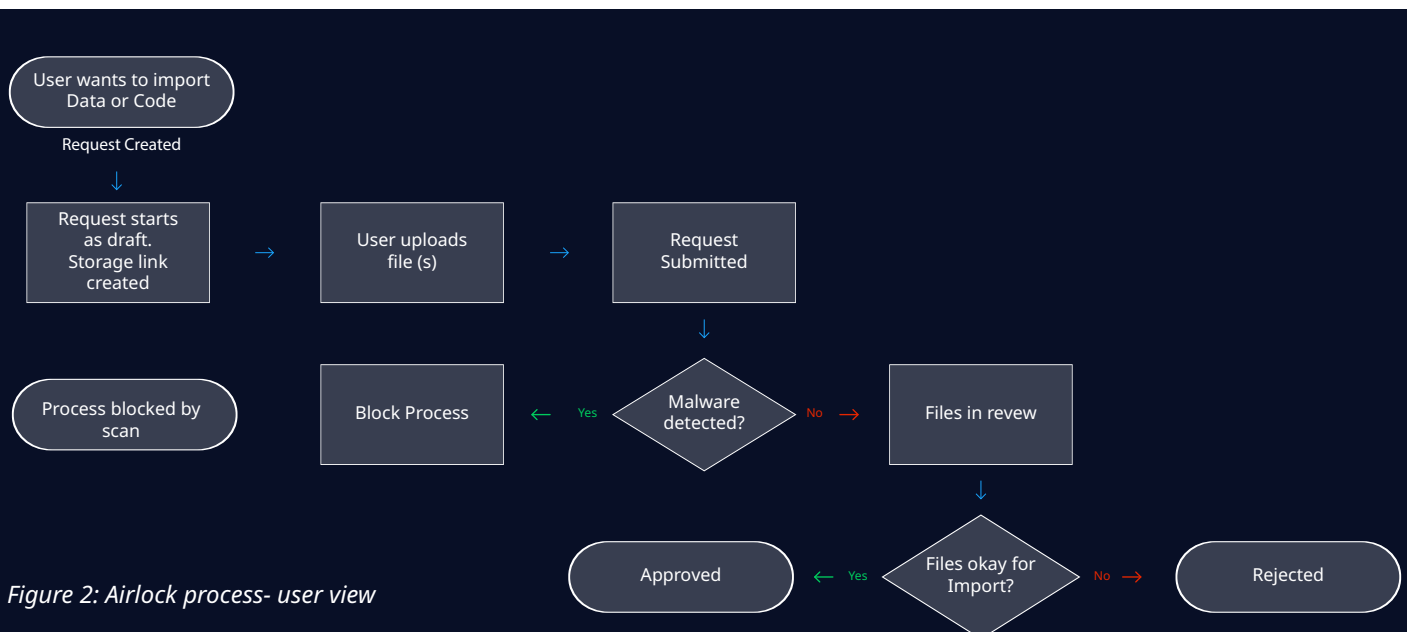 User wants to import
Data or Code
Request Created
Request starts
as draft.
Storage link
created
User uploads
file (s)
Request
Submitted
Process blocked by
scan
Block Process
Yes
Malware
detected?
No
Files in revew
Approved
Yes
Files okay for
Import?
No
Rejected
Figure 2: Airlock process- user view